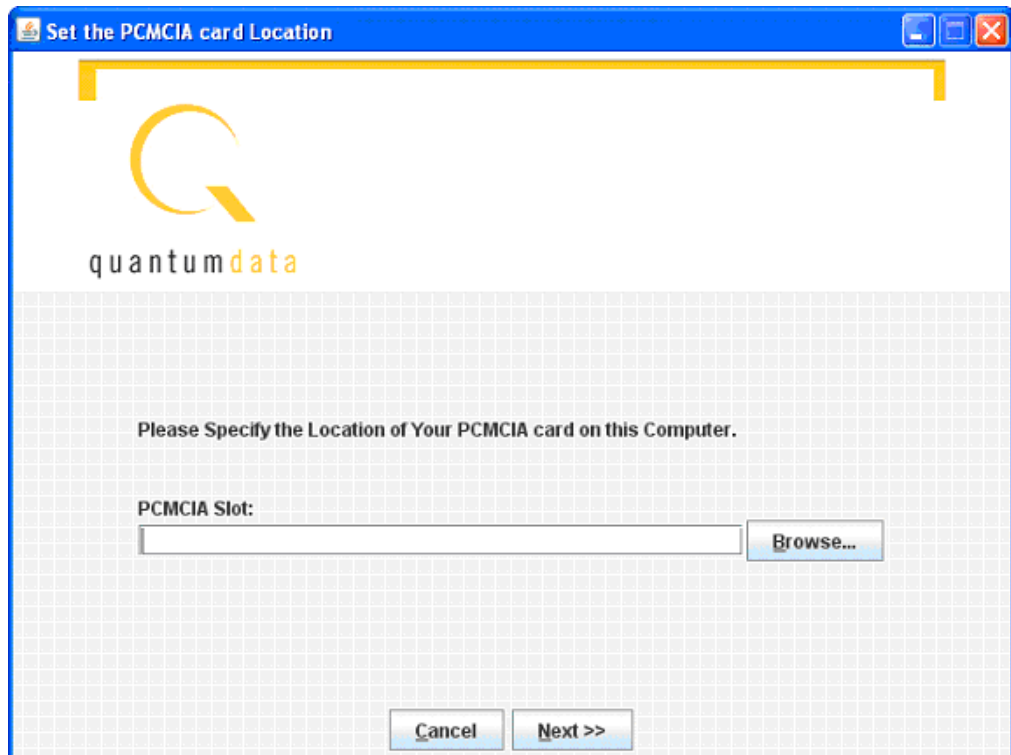 Set the PCMCIA card Location
quantumdata
Please Specify the Location of Your PCMCIA card on this Computer.
PCMCIA Slot:
Browse...
Cancel Next >>